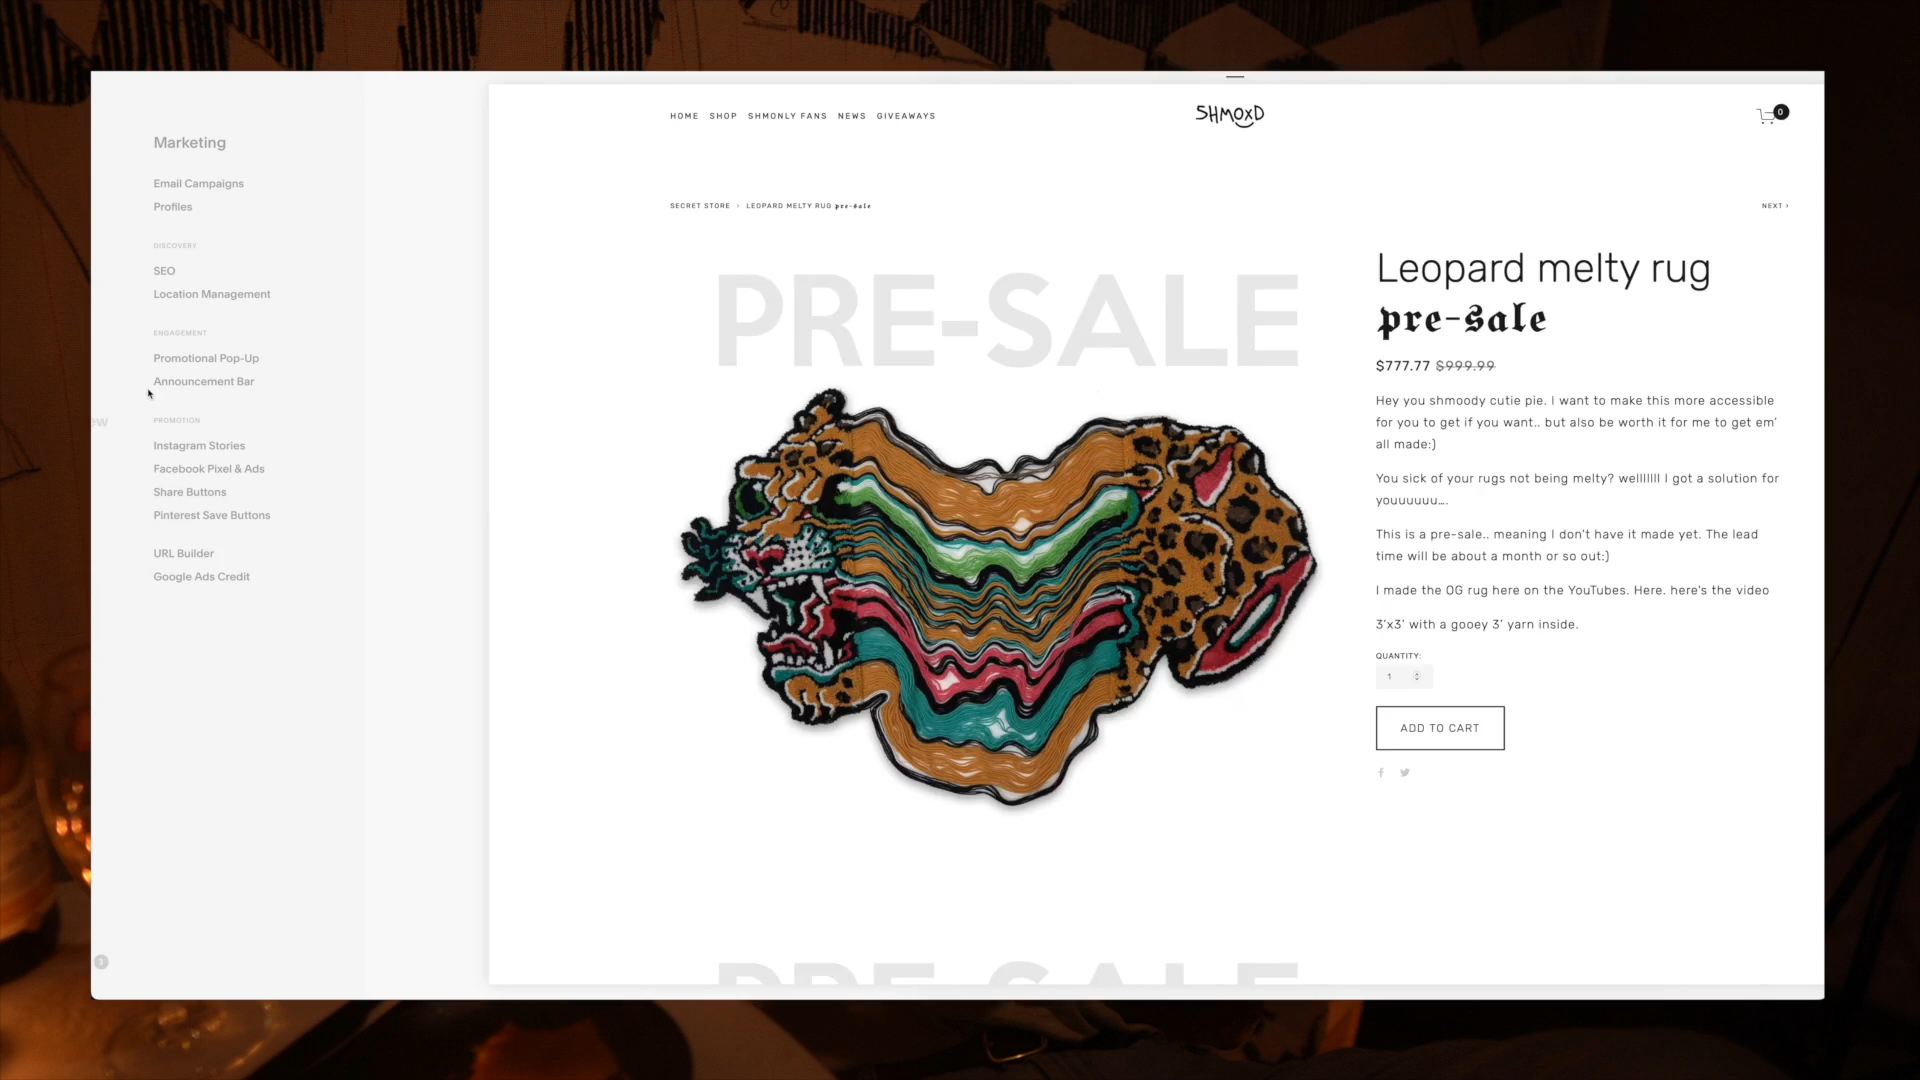 Marketing
Email Campaigns
Profiles
DISCOVERY
SEO
Location Management
ENGAGEMENT
Promotional Pop-Up
Announcement Bar
ew
PROMOTION
Instagram Stories
Facebook Pixel & Ads
Share Buttons
Pinterest Save Buttons
URL Builder
Google Ads Credit
3
HOME SHOP SHMONLY FANS NEWS GIVEAWAYS
SHMOXD
0
SECRET STORE › LEOPARD MELTY RUG pre-sale
NEXT ›
PRE-SALE
Leopard melty rug
pre-sale
$777.77 $999.99
Hey you shmoody cutie pie. I want to make this more accessible
for you to get if you want.. but also be worth it for me to get em'
all made:)
You sick of your rugs not being melty? welllllll I got a solution for
youuuuuu....
This is a pre-sale.. meaning I don't have it made yet. The lead
time will be about a month or so out:)
I made the OG rug here on the YouTubes. Here. here's the video
3'x3' with a gooey 3' yarn inside.
QUANTITY:
1
ADD TO CART
PRE-SALE